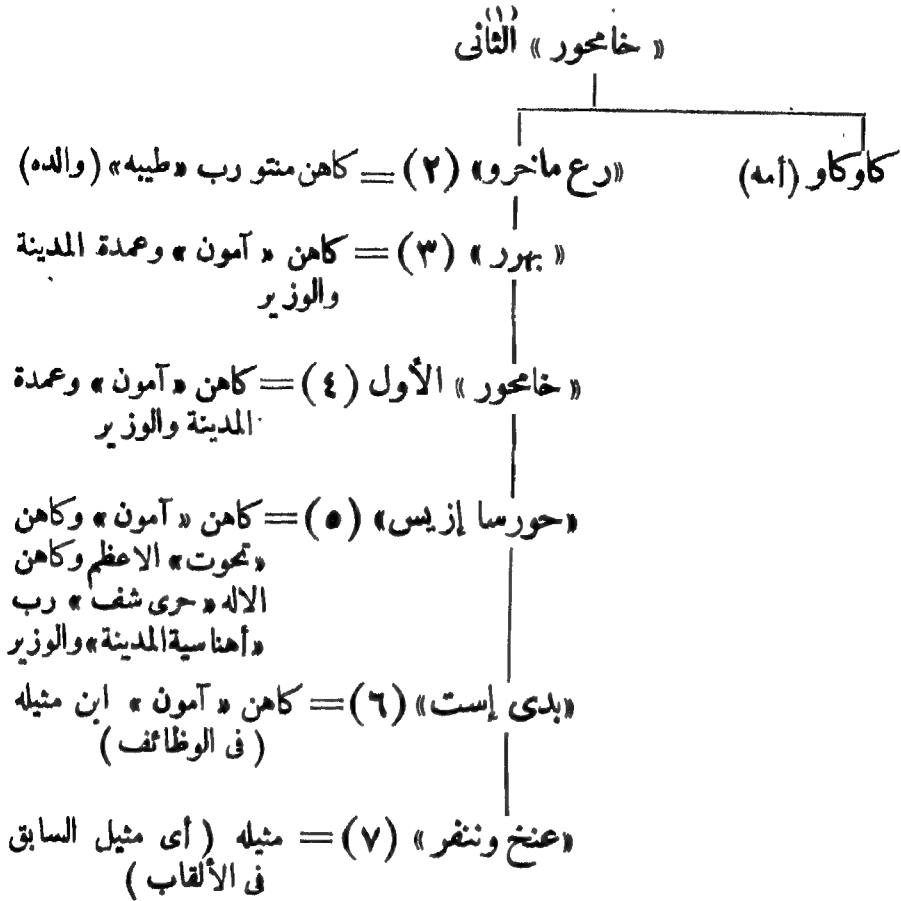 « خامحور » الثانى (١)
كاوكاو (أمه)
«رع ماخرو» (٢) = كاهن منتو رب «طيبه» (والده)
« بهرر » (٣) = كاهن « آمون » وعمدة المدينة
والوزير
« خامحور » الأول (٤) = كاهن «آمون» وعمدة
المدينة والوزير
«حورسا إزيس» (٥) = كاهن « آمون» وكاهن
«تحوت» الاعظم وكاهن
الاله «حرى شف» رب
«أهناسية المدينة» والوزير
«بدى إست» (٦) = كاهن « آمون » ابن مثيله
( فى الوظائف )
«عنخ وننفر» (٧) = مثيله ( أى مثيل السابق
فى الألقاب )